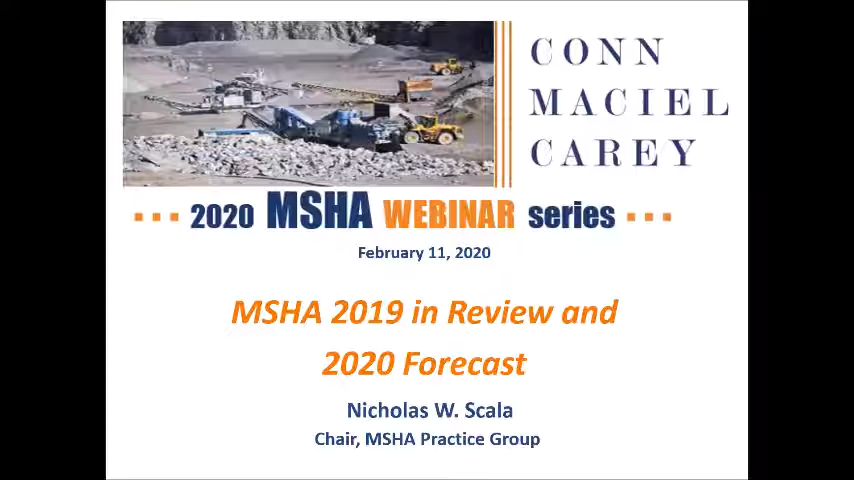 CONN
MACIEL
CAREY
2020 MSHA WEBINAR series
February 11, 2020
MSHA 2019 in Review and
2020 Forecast
Nicholas W. Scala
Chair, MSHA Practice Group